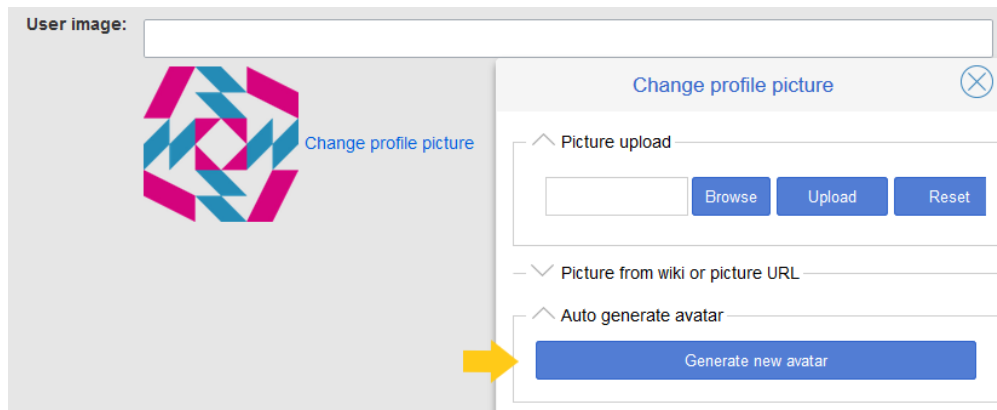 User image:
Change profile picture
Change profile picture
Picture upload
Browse Upload Reset
Picture from wiki or picture URL
Auto generate avatar
Generate new avatar